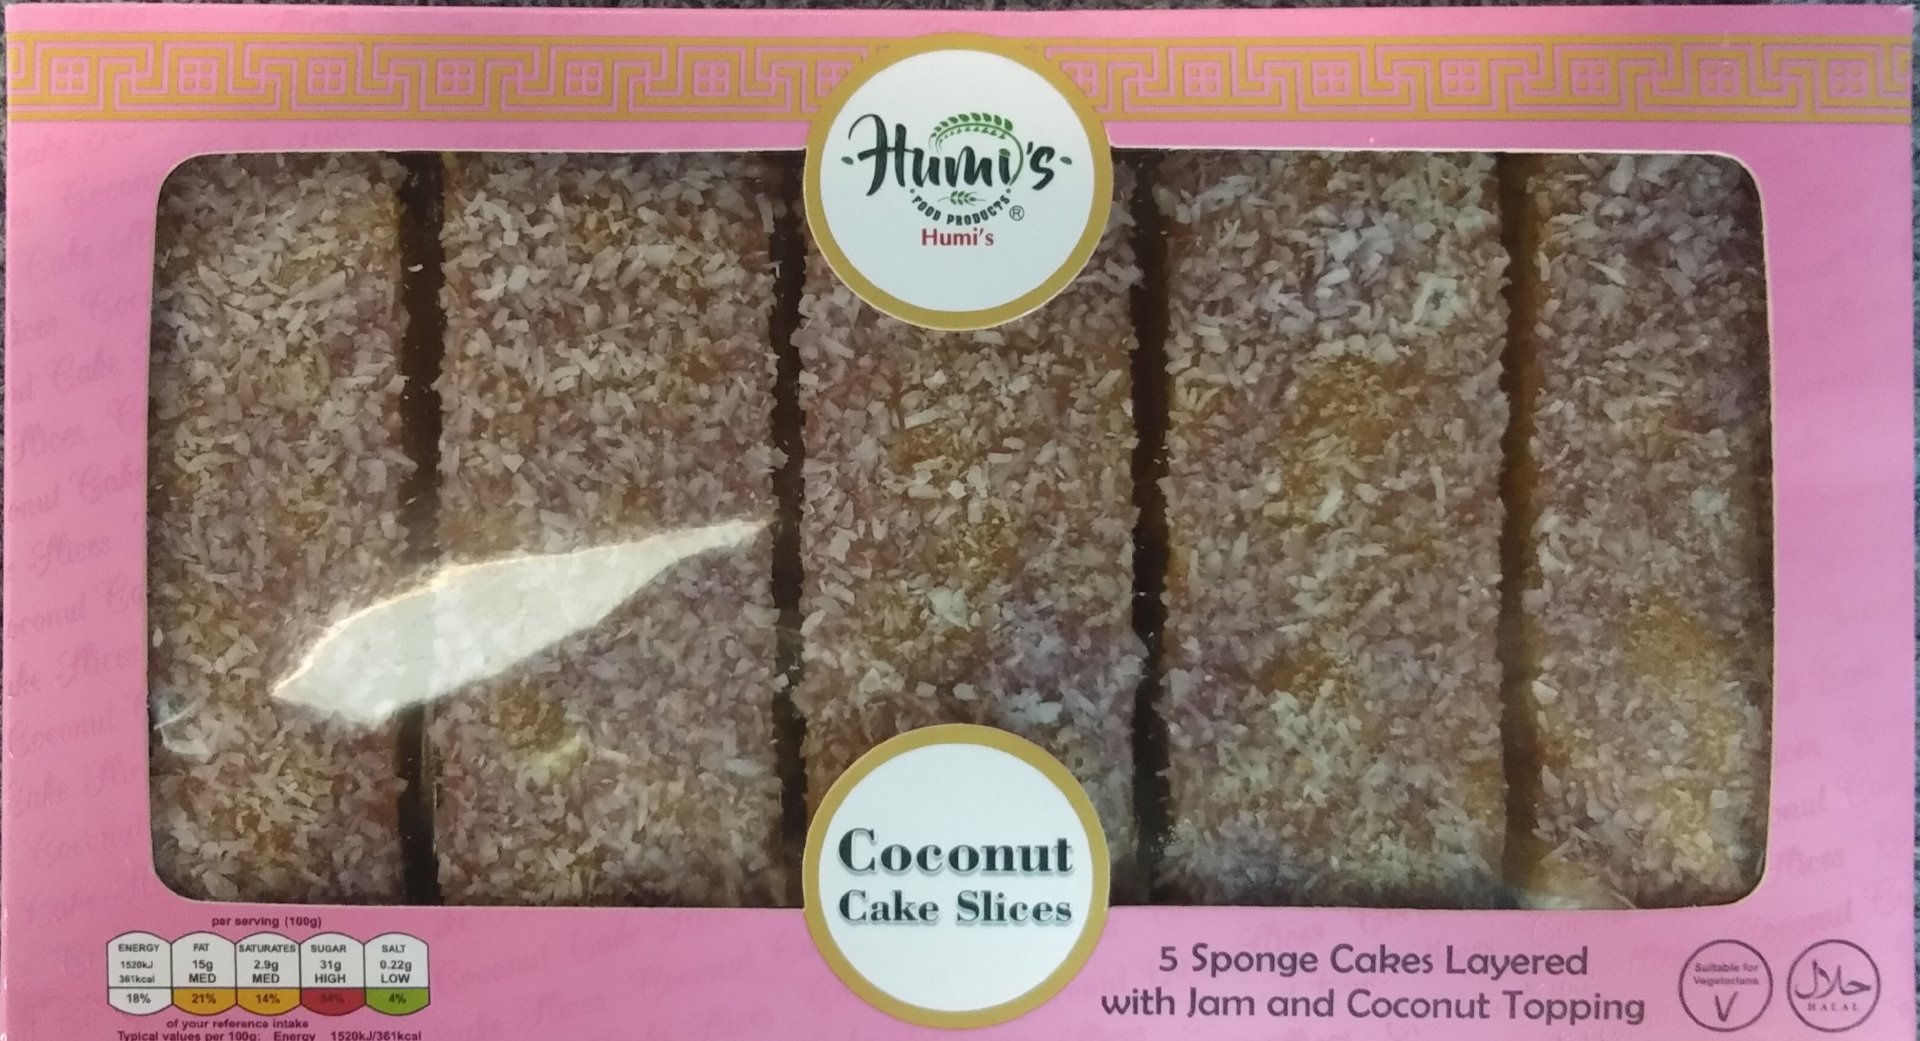 Humi's
FOOD PRODUCTS
®
Humi's
Coconut
Cake Slices
per serving (100g)
ENERGY
1520kJ
361kcal
18%
FAT
15g
MED
21%
SATURATES
2.9g
MED
14%
SUGAR
31g
HIGH
34%
SALT
0.22g
LOW
4%
of your reference intake
Typical values per 100g: Energy 1520kJ/361kcal
5 Sponge Cakes Layered
with Jam and Coconut Topping
Suitable for
Vegetarians
V
حلال
HALAL